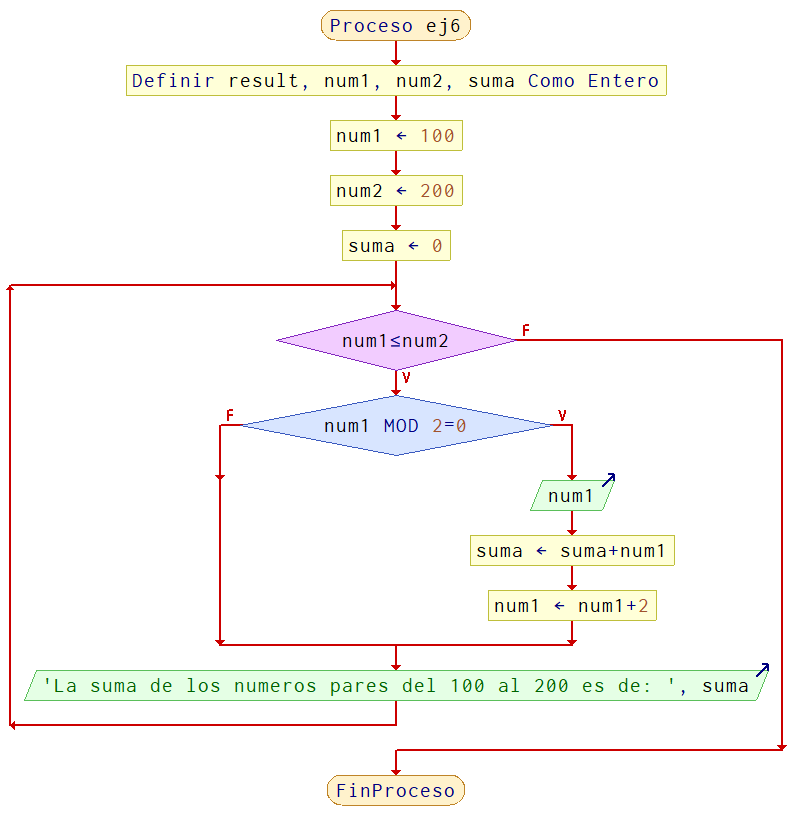 Proceso ej6
Definir result, num1, num2, suma Como Entero
num1 ← 100
num2 ← 200
suma ← 0
num1≤num2
F
V
num1 MOD 2=0
F
V
num1
suma ← suma+num1
num1 ← num1+2
'La suma de los numeros pares del 100 al 200 es de: ', suma
FinProceso